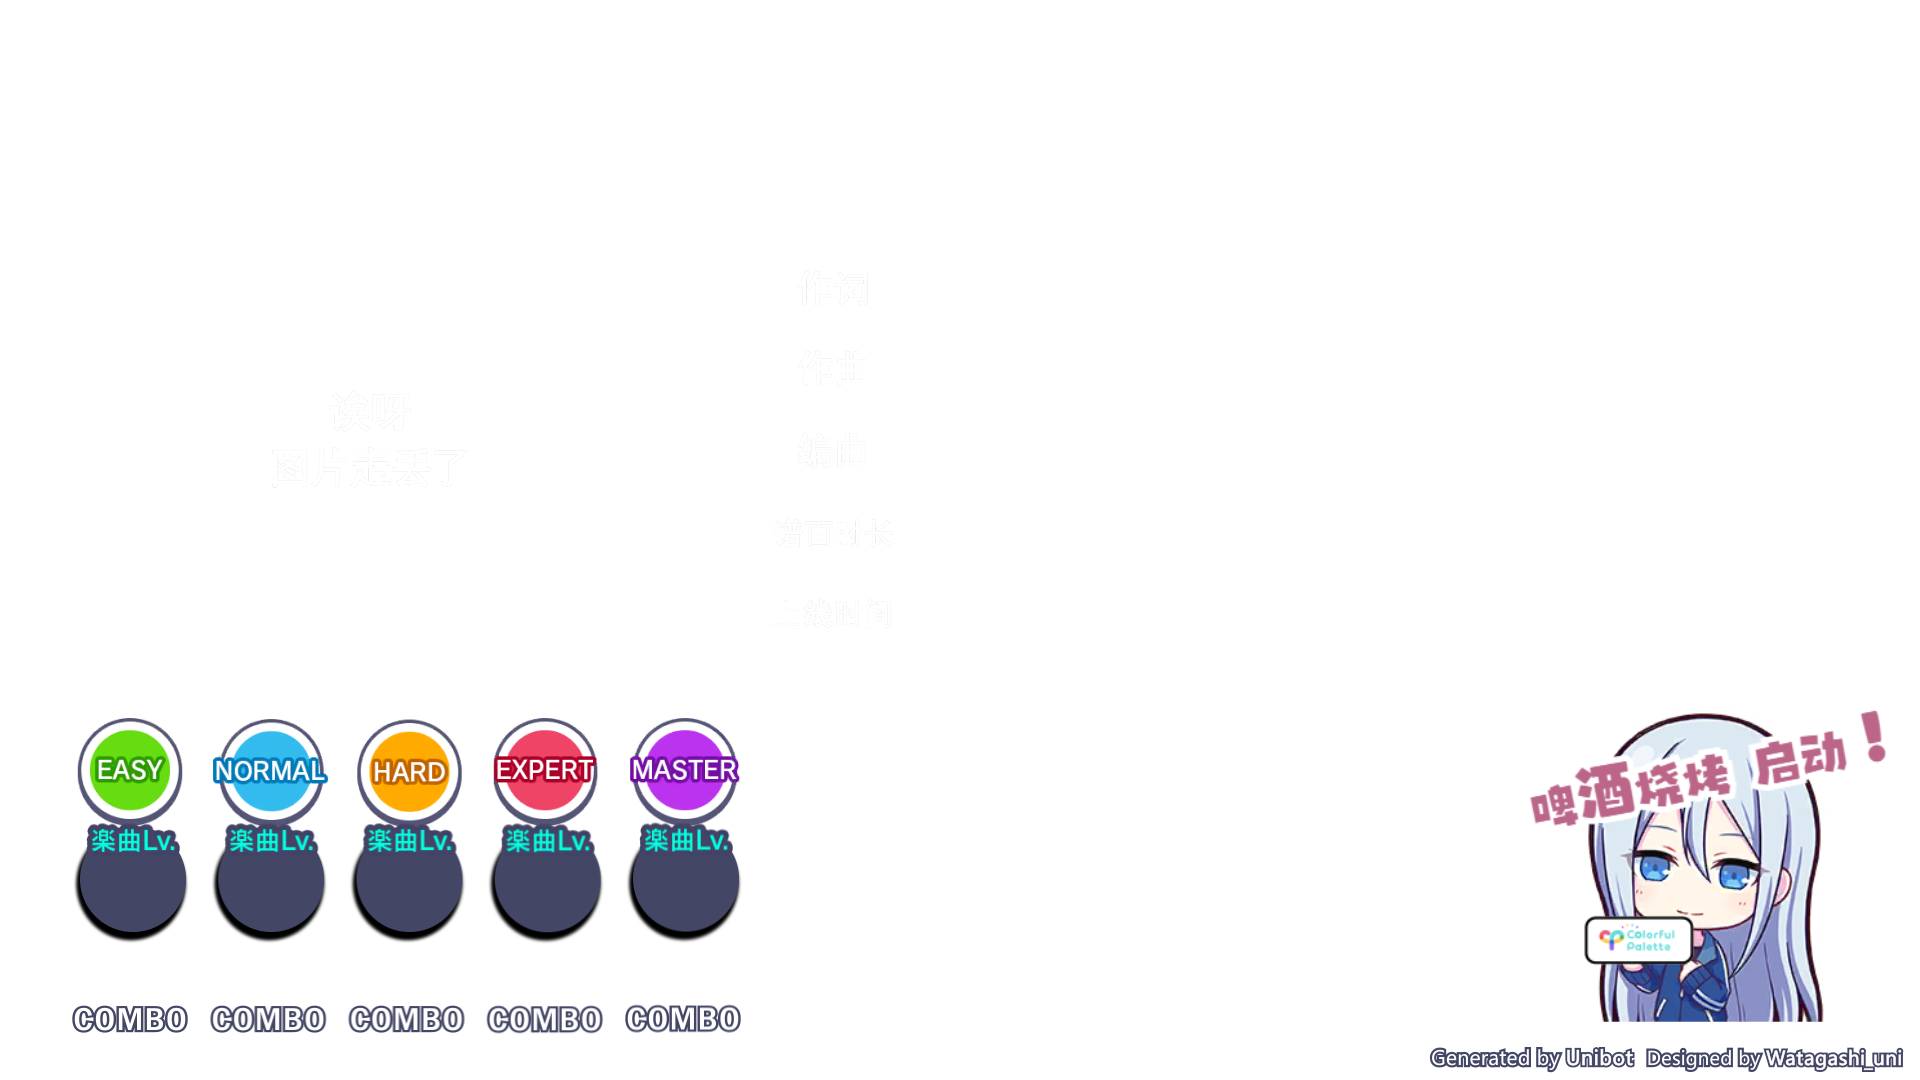 作词
作曲
诶呀
图片走丢了
编曲
谱面时长
上线时间
EASY
NORMAL
HARD
EXPERT
MASTER
楽曲Lv.
楽曲Lv.
楽曲Lv.
楽曲Lv.
楽曲Lv.
COMBO
COMBO
COMBO
COMBO
COMBO
啤酒烧烤 启动！
Colorful
Palette
Generated by Unibot Designed by Watagashi_uni